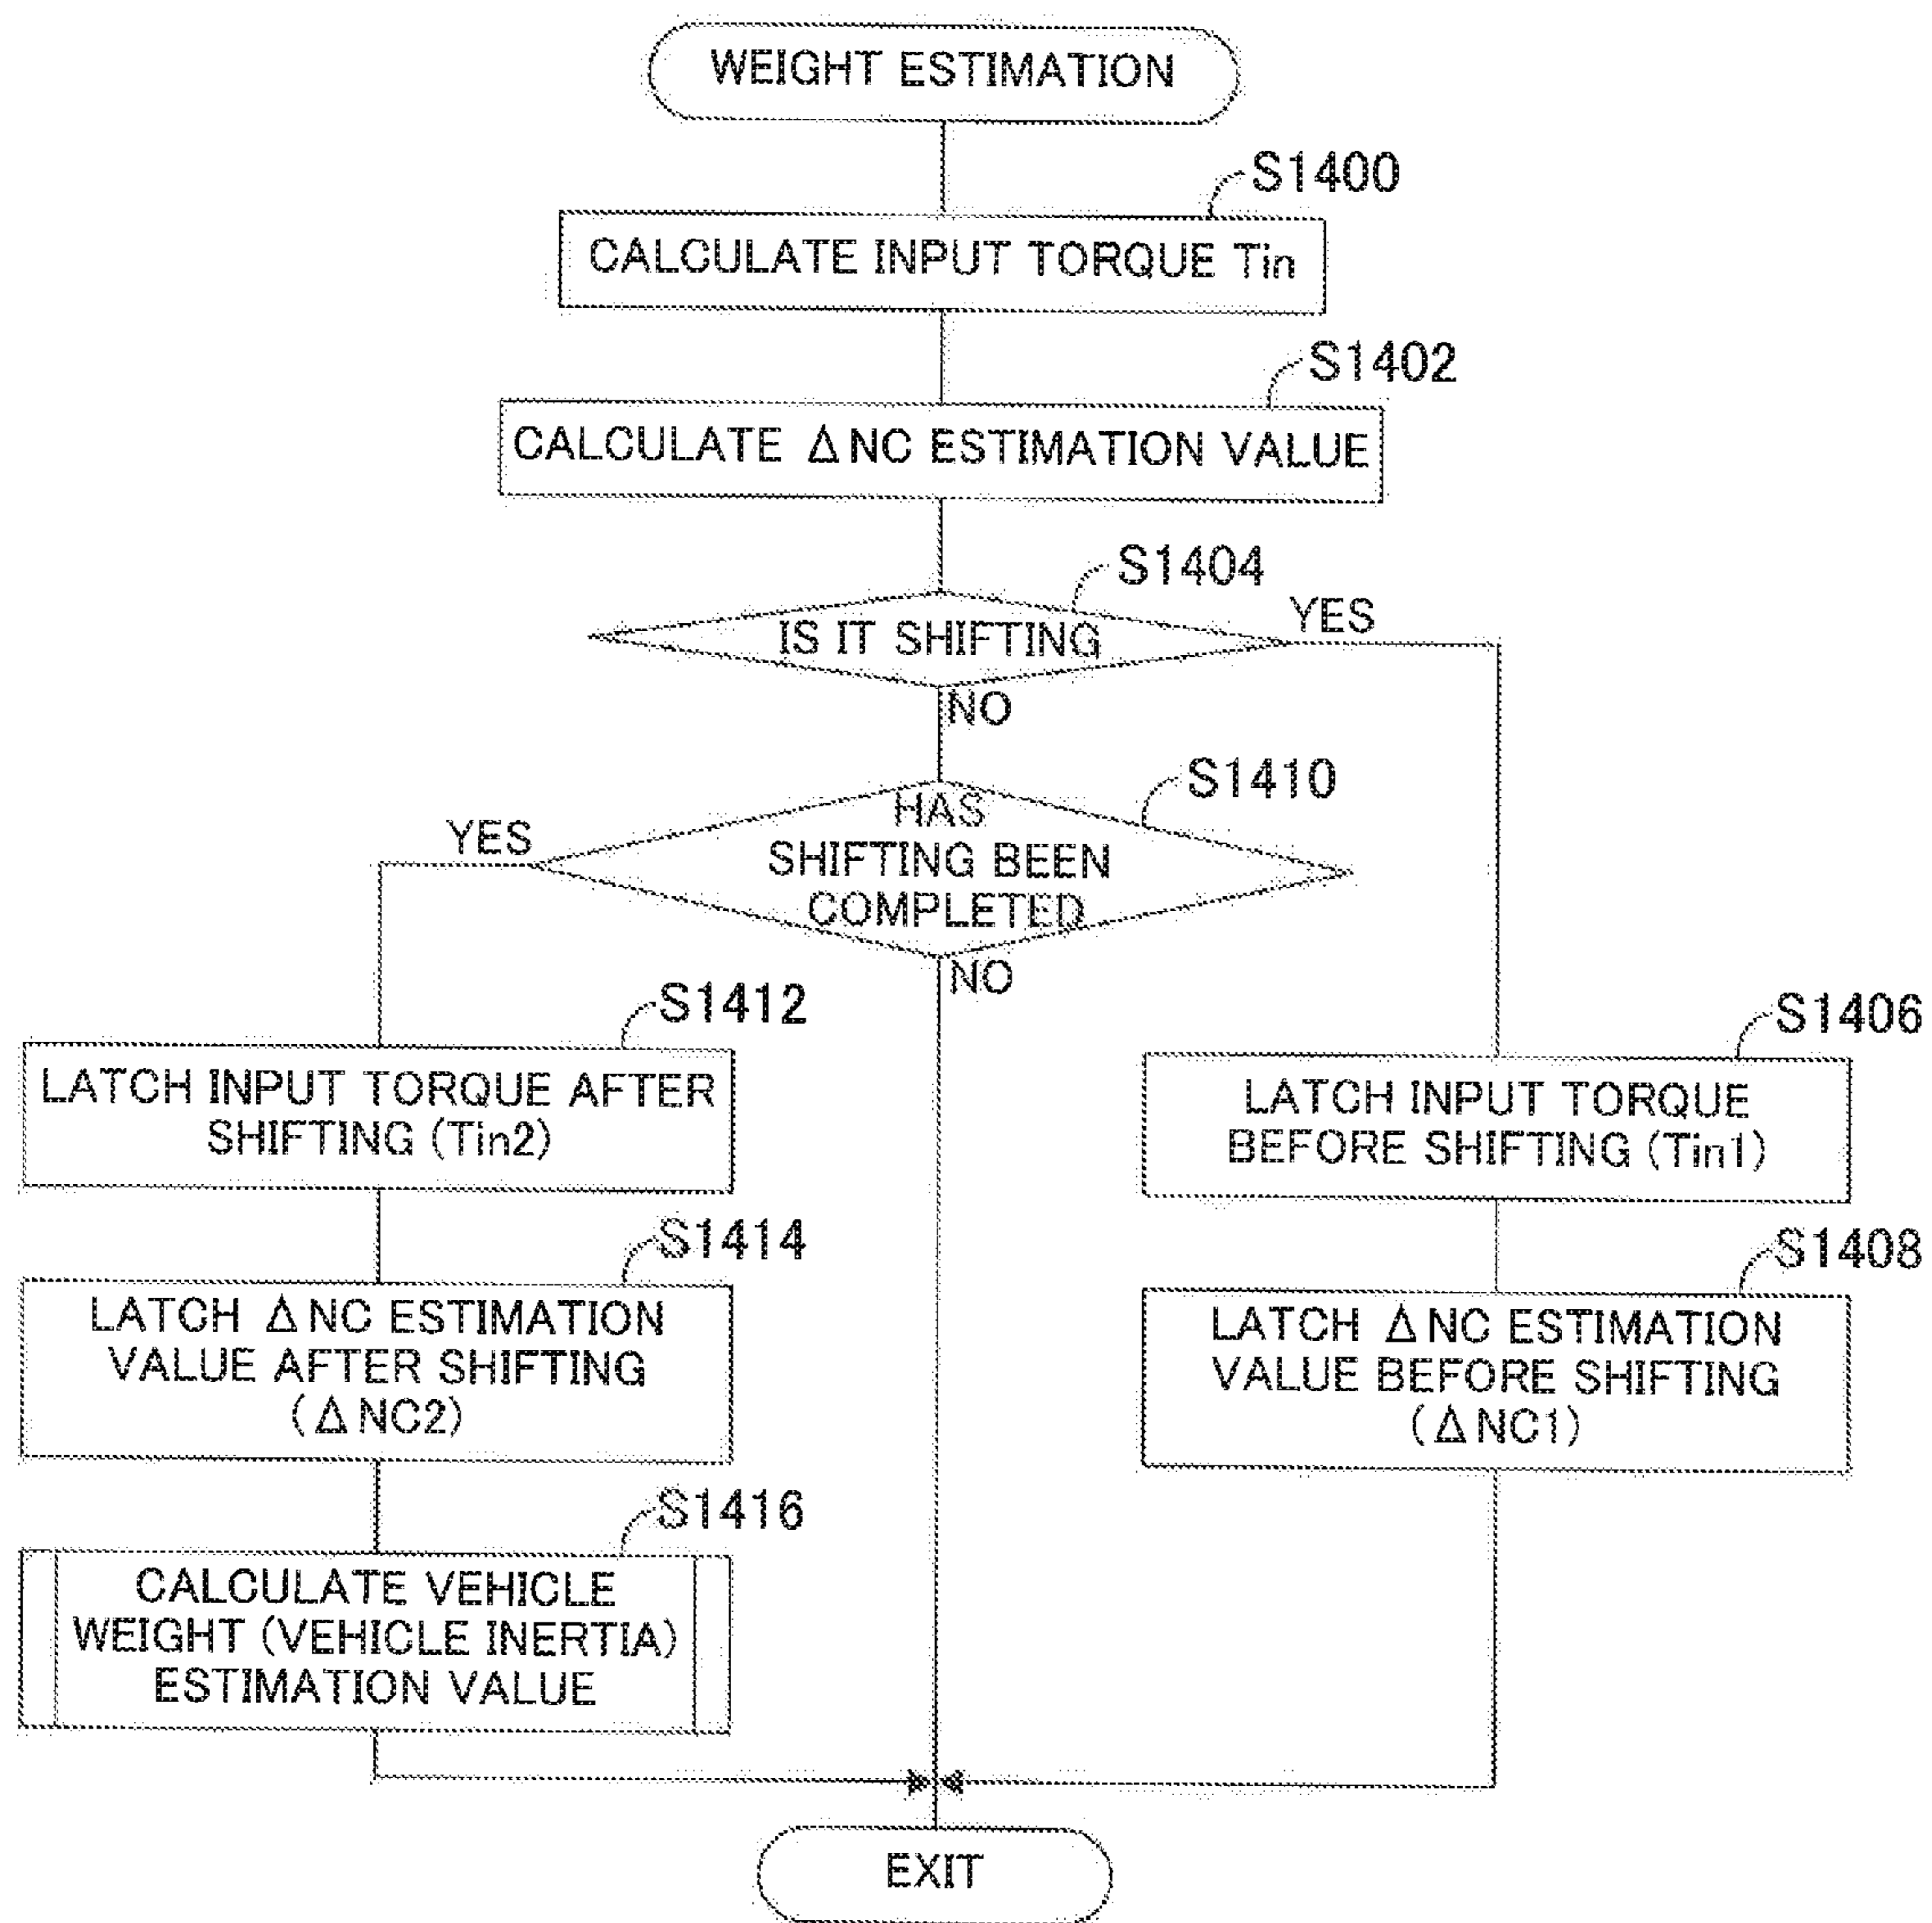 WEIGHT ESTIMATION
S1400
CALCULATE INPUT TORQUE Tin
S1402
CALCULATE ΔNC ESTIMATION VALUE
S1404
IS IT SHIFTING
YES
NO
S1410
HAS
SHIFTING BEEN
COMPLETED
YES
NO
S1412
LATCH INPUT TORQUE AFTER
SHIFTING (Tin2)
S1414
LATCH ΔNC ESTIMATION
VALUE AFTER SHIFTING
(ΔNC2)
S1416
CALCULATE VEHICLE
WEIGHT (VEHICLE INERTIA)
ESTIMATION VALUE
S1406
LATCH INPUT TORQUE
BEFORE SHIFTING (Tin1)
S1408
LATCH ΔNC ESTIMATION
VALUE BEFORE SHIFTING
(ΔNC1)
EXIT